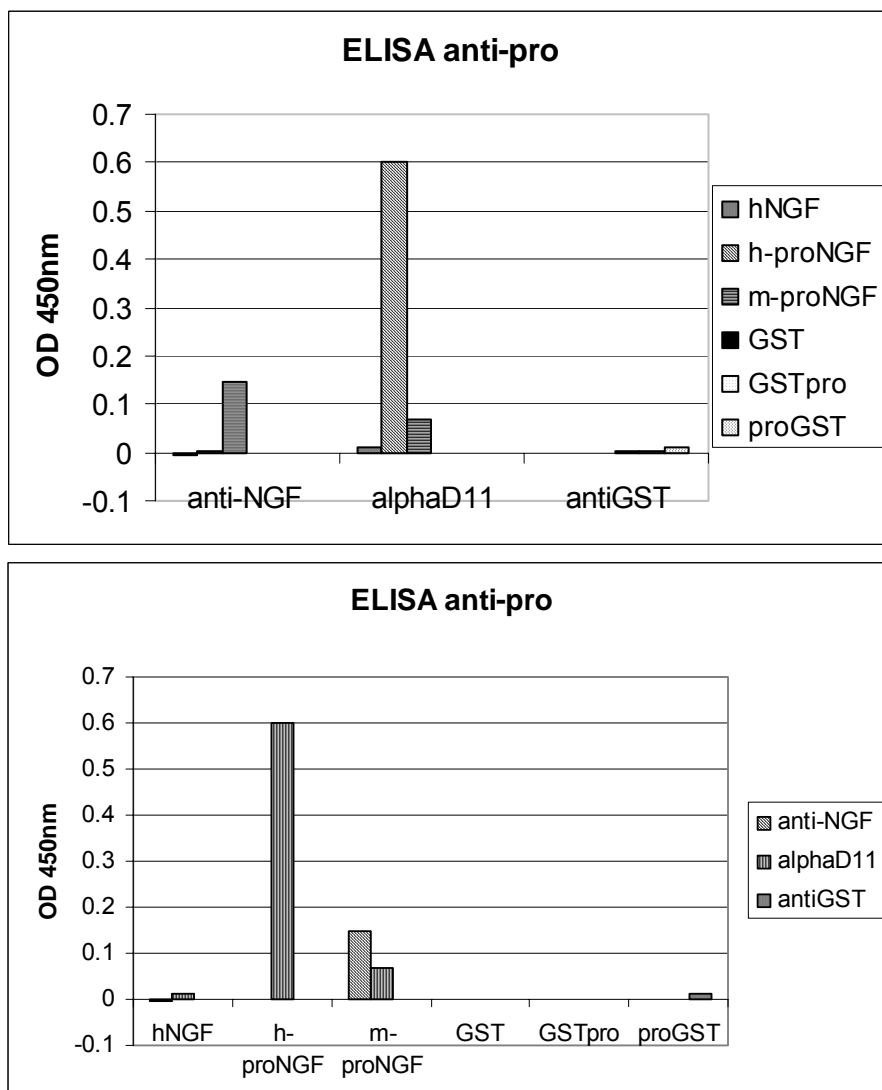 ELISA anti-pro
0.7
0.6
0.5
0.4
0.3
0.2
0.1
0
-0.1
OD 450nm
anti-NGF alphaD11 antiGST
hNGF
h-proNGF
m-proNGF
GST
GSTpro
proGST
ELISA anti-pro
0.7
0.6
0.5
0.4
0.3
0.2
0.1
0
-0.1
OD 450nm
hNGF h- m- GST GSTpro proGST
proNGF proNGF
anti-NGF
alphaD11
antiGST